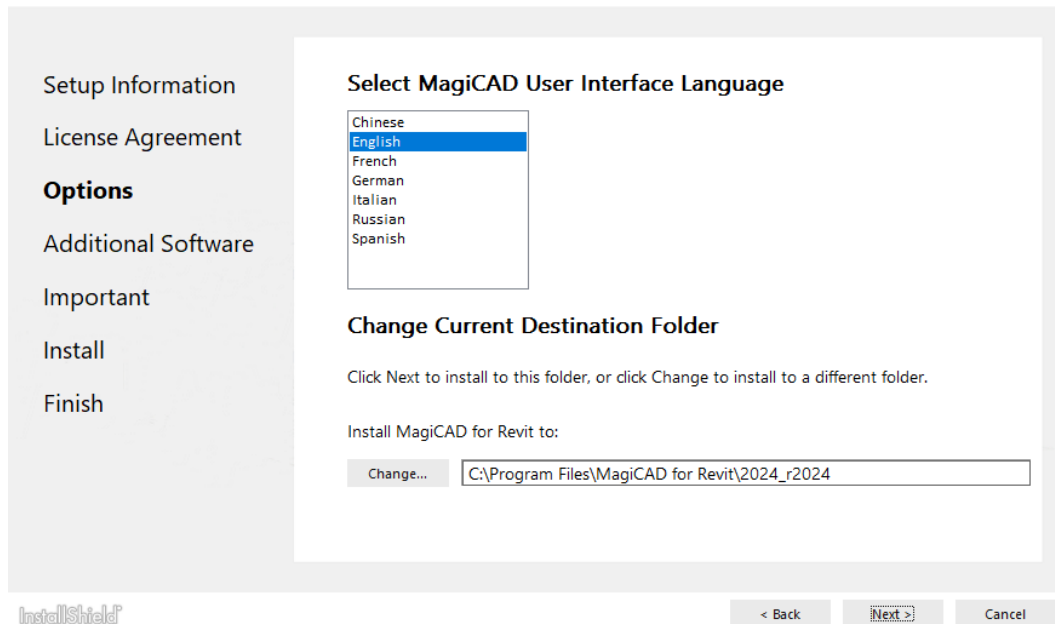 Setup Information
License Agreement
Options
Additional Software
Important
Install
Finish
Select MagiCAD User Interface Language
Chinese
English
French
German
Italian
Russian
Spanish
Change Current Destination Folder
Click Next to install to this folder, or click Change to install to a different folder.
Install MagiCAD for Revit to:
Change... C:\Program Files\MagiCAD for Revit\2024_r2024
InstallShield™
< Back Next > Cancel